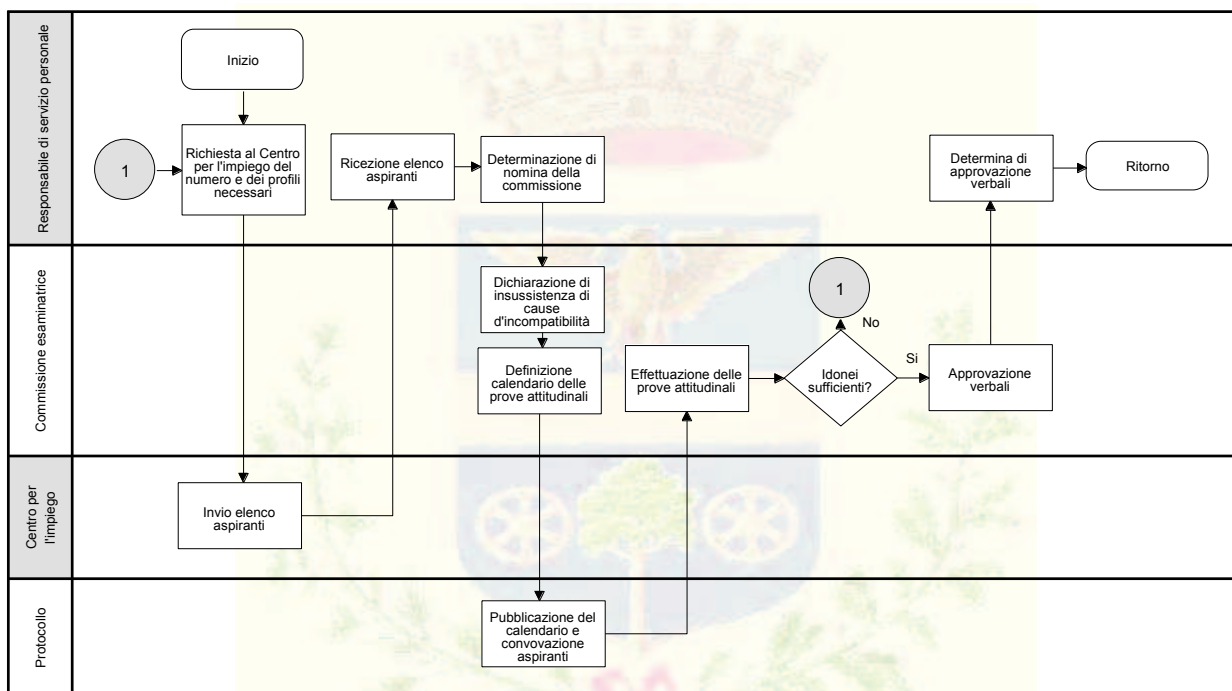 Responsabile di servizio personale
Inizio
1
Richiesta al Centro
per l'impiego del
numero e dei profili
necessari
Ricezione elenco
aspiranti
Determinazione di
nomina della
commissione
Determina di
approvazione
verbali
Ritorno
Commissione esaminatrice
Dichiarazione di
insussistenza di
cause
d'incompatibilità
Definizione
calendario delle
prove attitudinali
Effettuazione delle
prove attitudinali
1
No
Idonei
sufficienti?
Si
Approvazione
verbali
Centro per
l'impiego
Invio elenco
aspiranti
Protocollo
Pubblicazione del
calendario e
convovazione
aspiranti